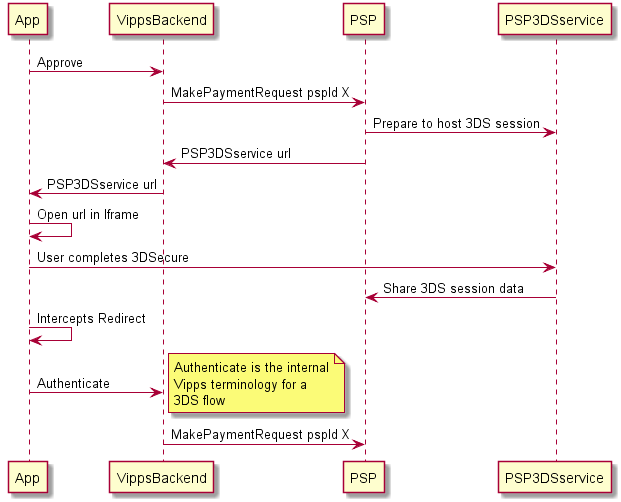 App
VippsBackend
PSP
PSP3DSservice
Approve
MakePaymentRequest pspId X
Prepare to host 3DS session
PSP3DSservice url
PSP3DSservice url
Open url in Iframe
User completes 3DSecure
Share 3DS session data
Intercepts Redirect
Authenticate
Authenticate is the internal
Vipps terminology for a
3DS flow
MakePaymentRequest pspId X
App
VippsBackend
PSP
PSP3DSservice